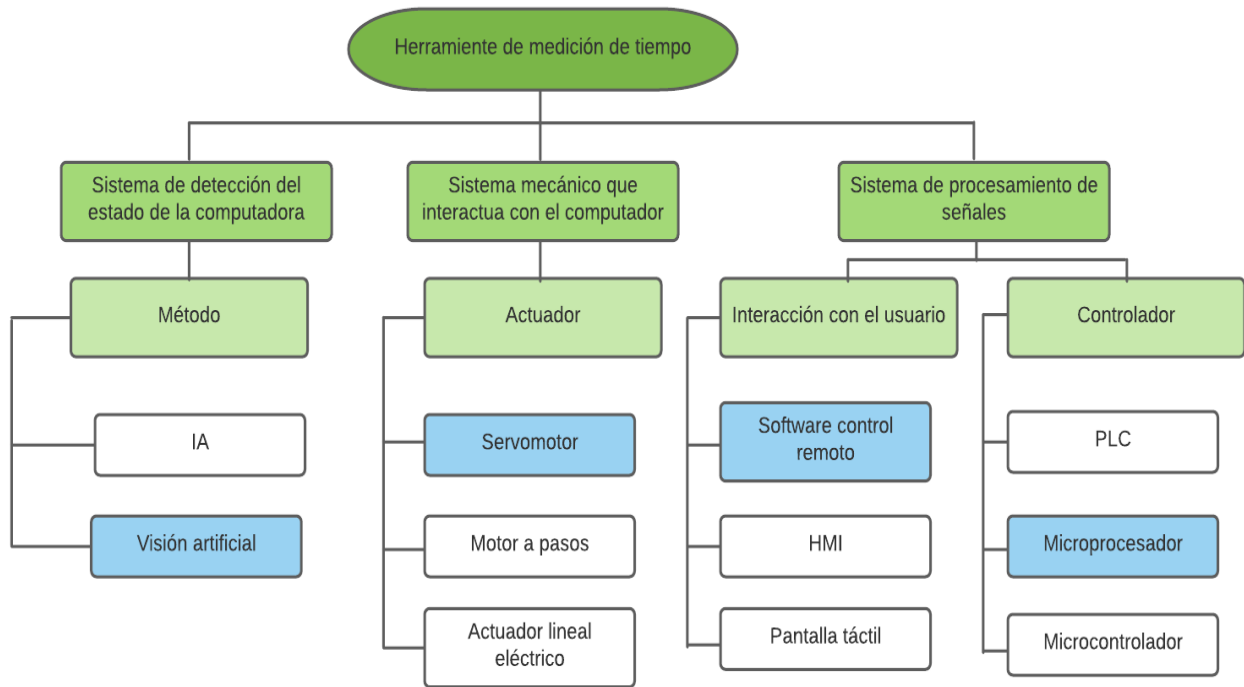 Herramiente de medición de tiempo
Sistema de detección del
estado de la computadora
Sistema mecánico que
interactua con el computador
Sistema de procesamiento de
señales
Método
Actuador
Interacción con el usuario
Controlador
IA
Visión artificial
Servomotor
Motor a pasos
Actuador lineal
eléctrico
Software control
remoto
HMI
Pantalla táctil
PLC
Microprocesador
Microcontrolador